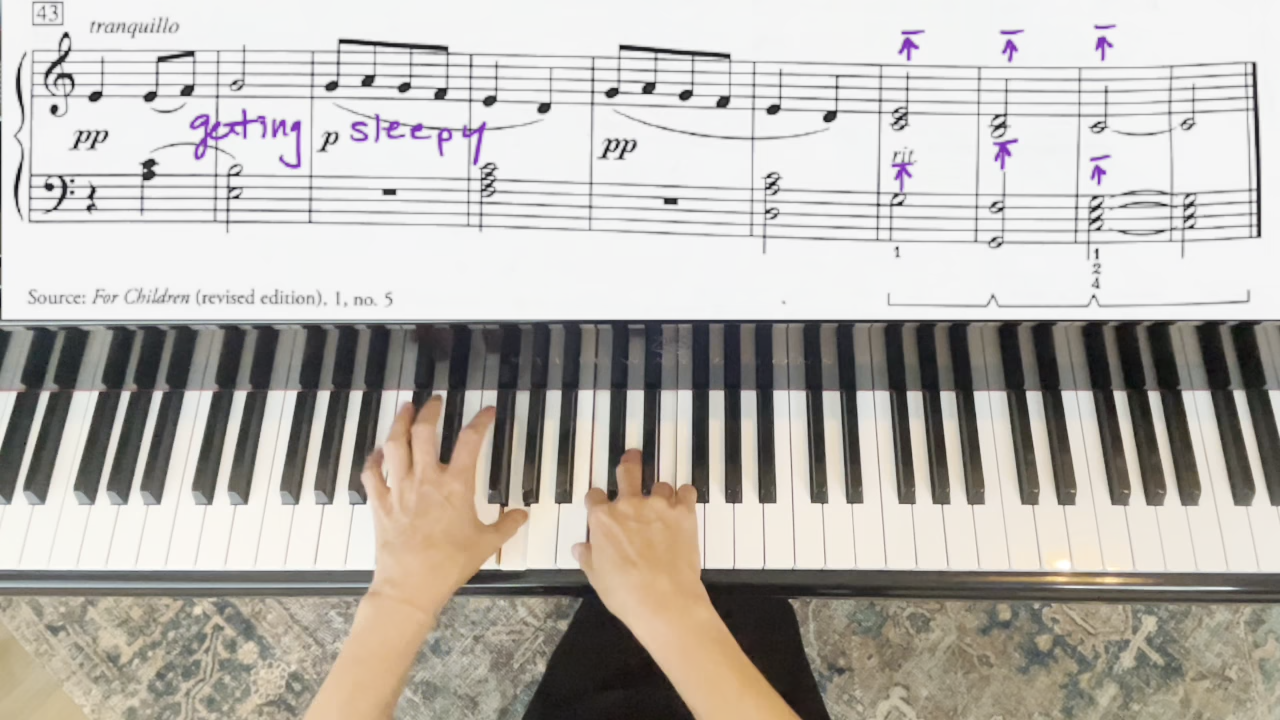 43
tranquillo
pp
getting
p
sleepy
pp
rit.
1
1
2
4
Source: For Children (revised edition), 1, no. 5